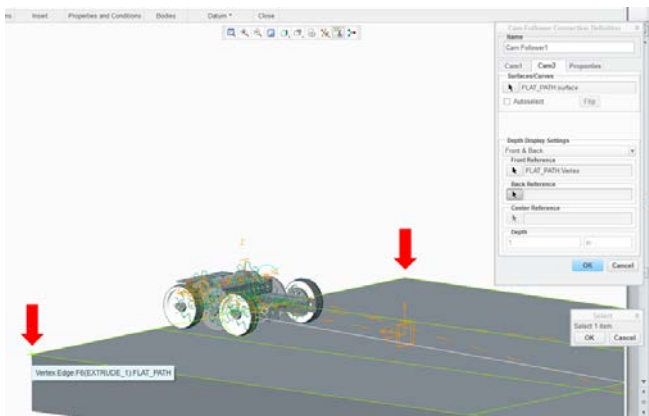 Insert Properties and Conditions Bodies Datum Close
Cam-Follower Connection Definition
Name
Cam Follower1
Cam1 Cam2 Properties
Surfaces/Curves
FLAT_PATH:surface
Autoselect Flip
Depth Display Settings
Front & Back
Front Reference
FLAT_PATH:Vertex
Back Reference
Center Reference
Depth
1 in
OK Cancel
Select
Select 1 item.
OK Cancel
Vertex:Edge:F6(EXTRUDE_1):FLAT_PATH